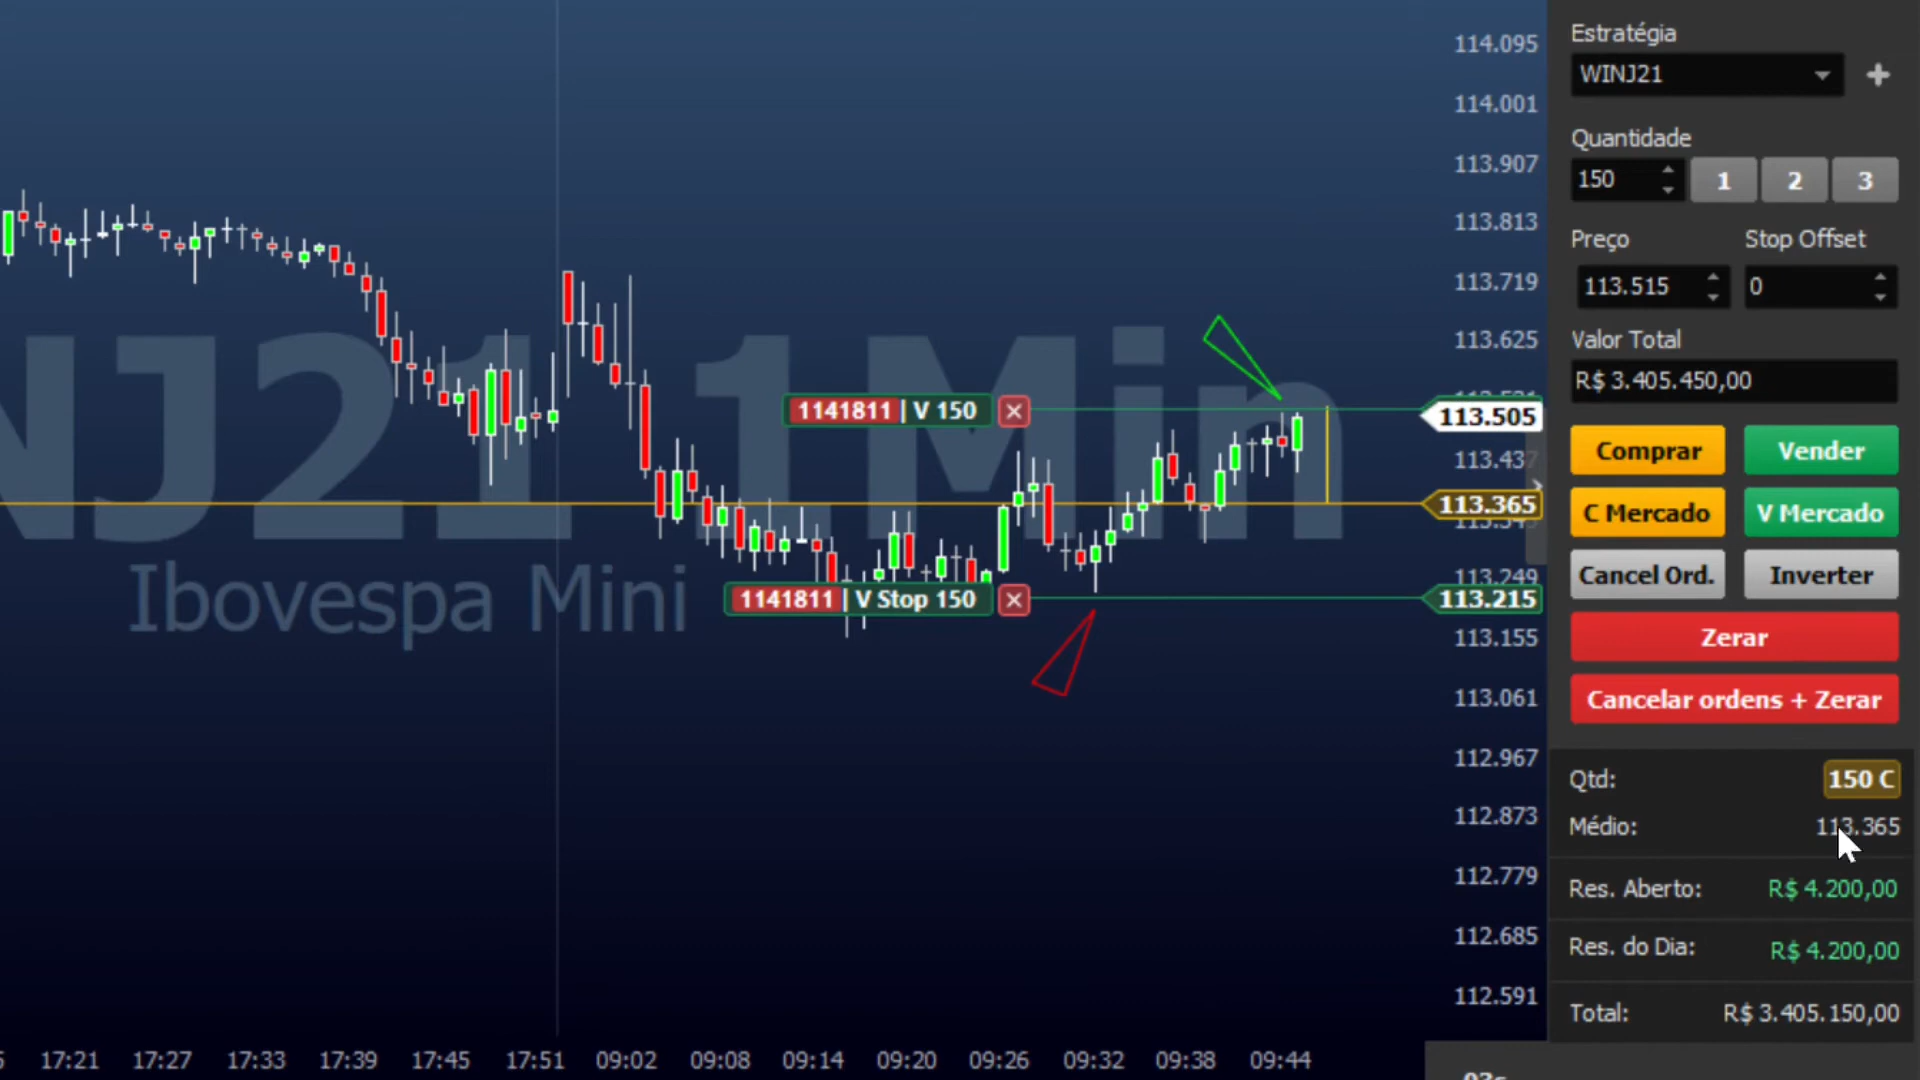 114.095
114.001
113.907
113.813
113.719
113.625
113.437
113.249
113.155
113.061
112.967
112.873
112.779
112.685
112.591
113.505
113.365
113.215
1141811 | V 150
1141811 | V Stop 150
NJ21 1Min
Ibovespa Mini
17:21 17:27 17:33 17:39 17:45 17:51 09:02 09:08 09:14 09:20 09:26 09:32 09:38 09:44
Estratégia
WINJ21
Quantidade
150 1 2 3
Preço Stop Offset
113.515 0
Valor Total
R$ 3.405.450,00
Comprar Vender
C Mercado V Mercado
Cancel Ord. Inverter
Zerar
Cancelar ordens + Zerar
Qtd: 150 C
Médio: 113.365
Res. Aberto: R$ 4.200,00
Res. do Dia: R$ 4.200,00
Total: R$ 3.405.150,00